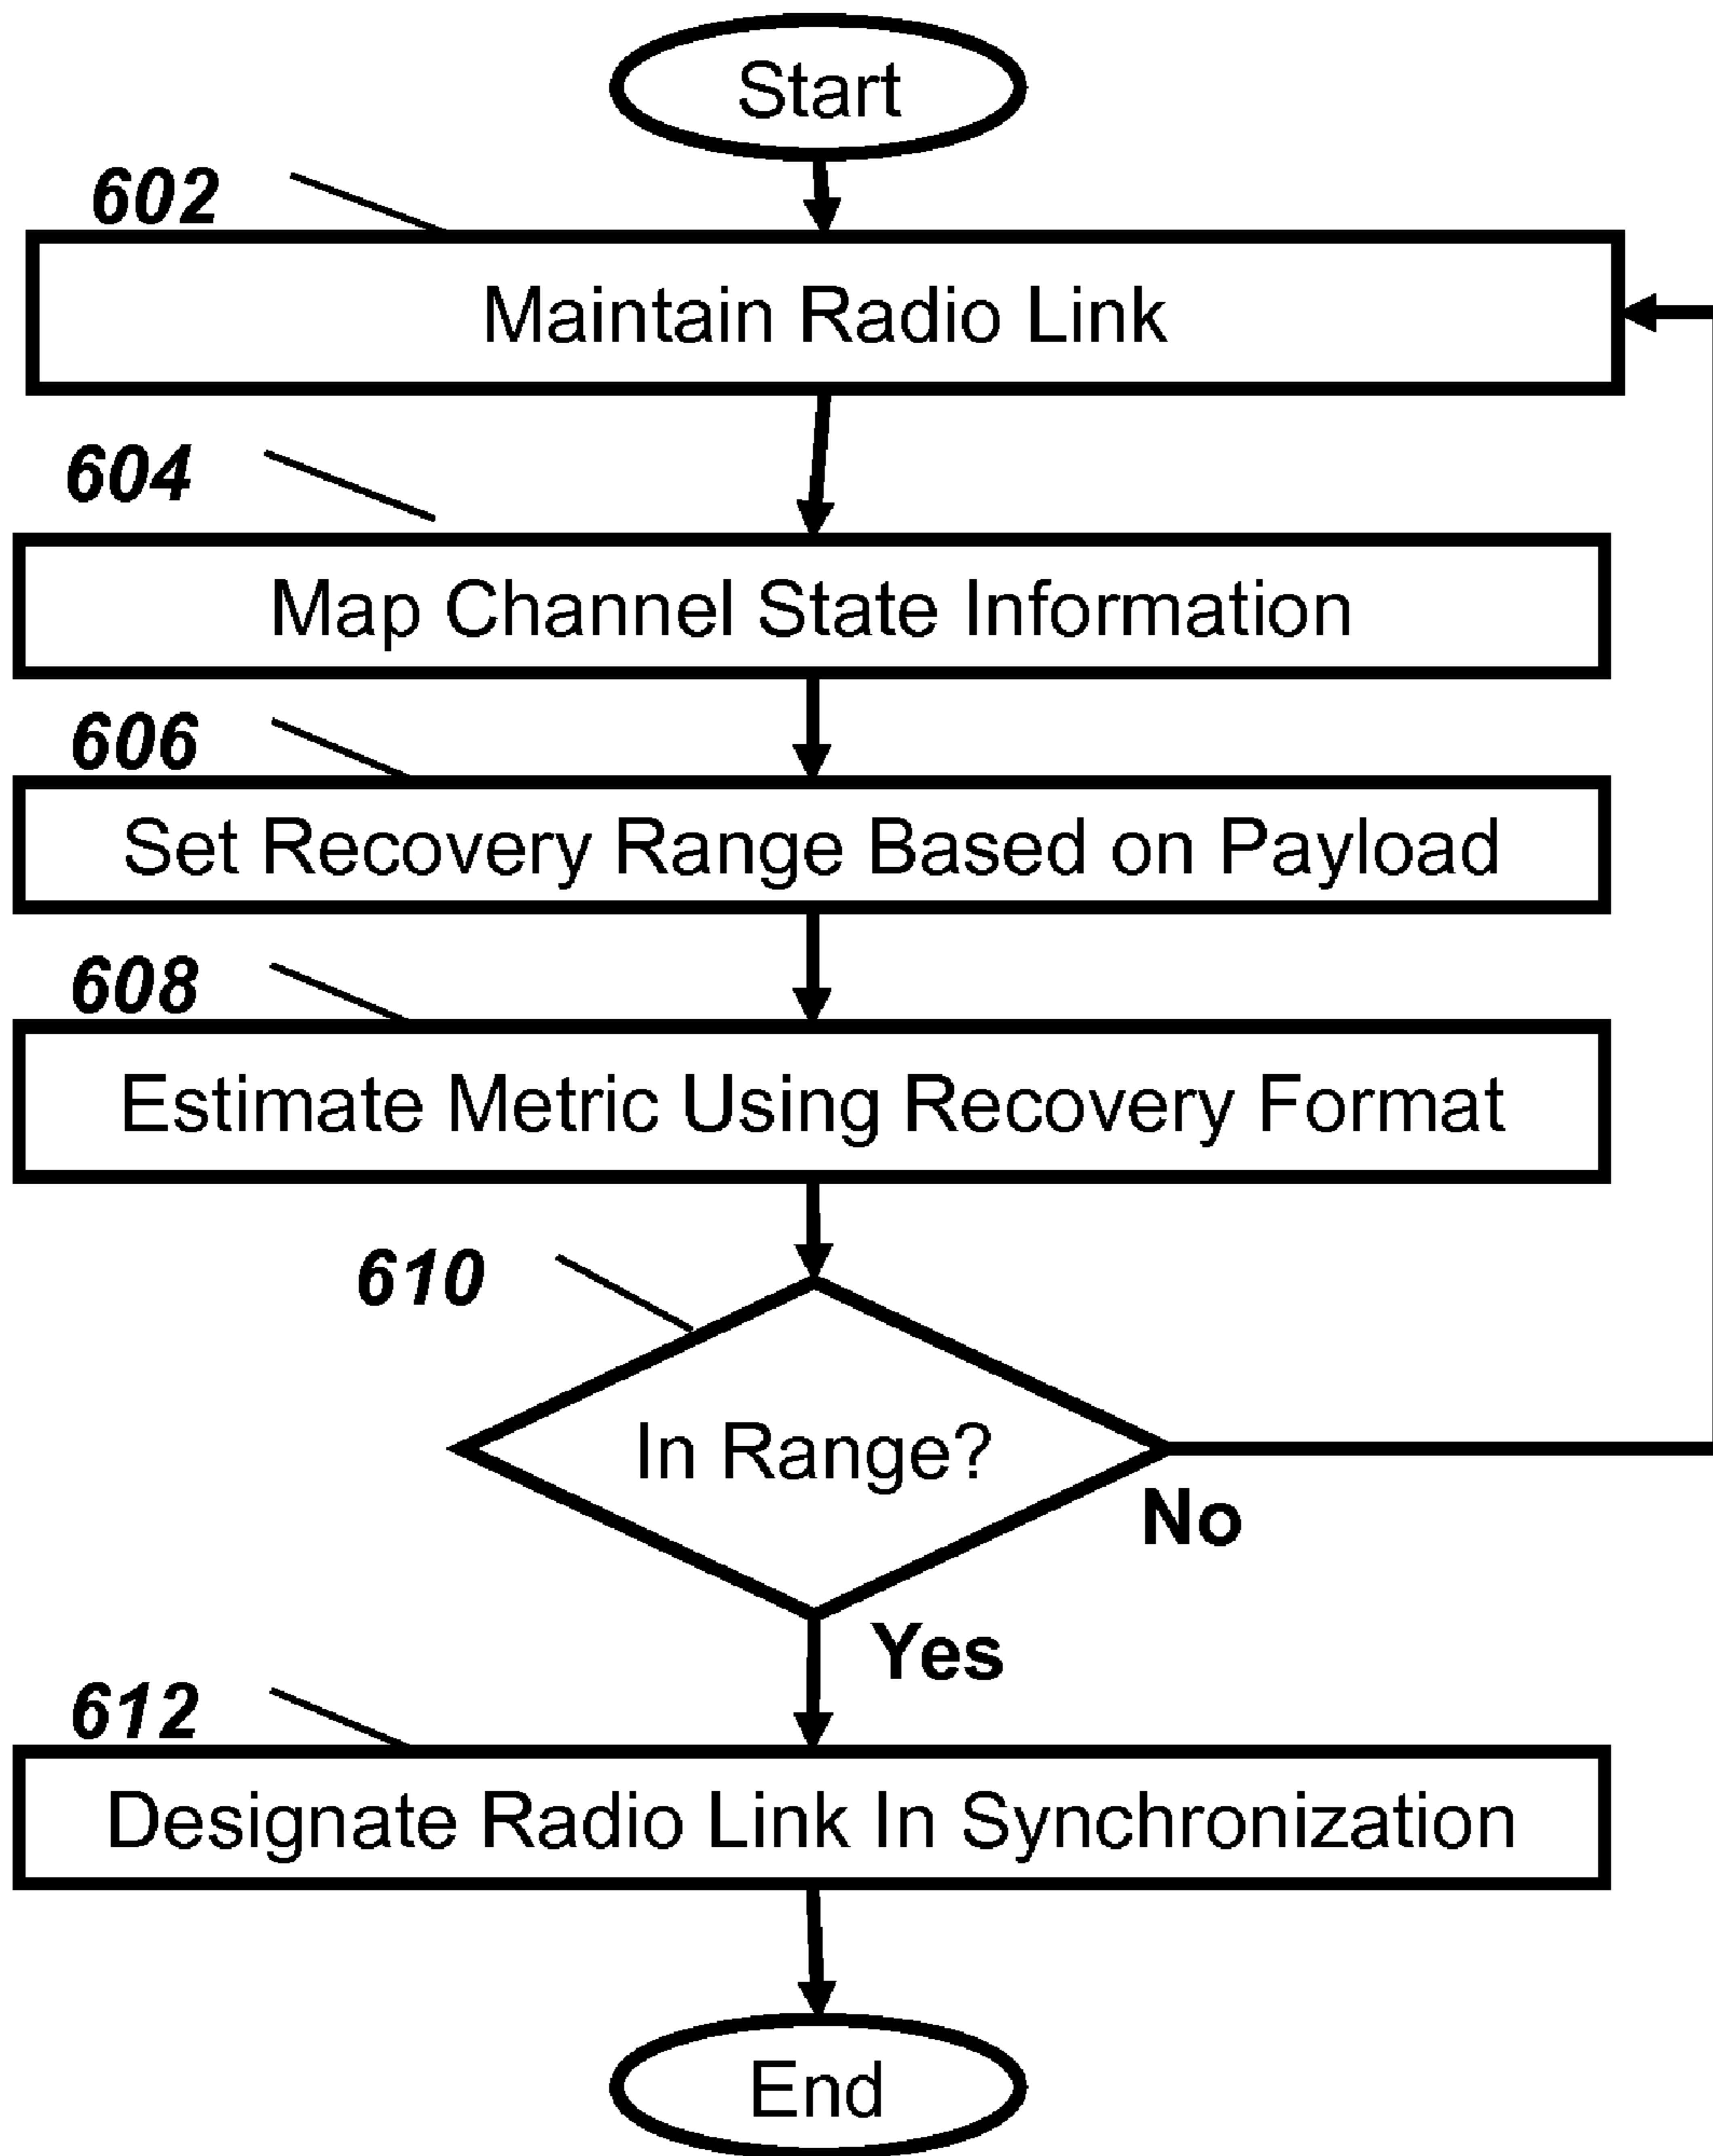 Start
602
Maintain Radio Link
604
Map Channel State Information
606
Set Recovery Range Based on Payload
608
Estimate Metric Using Recovery Format
610
In Range?
No
Yes
612
Designate Radio Link In Synchronization
End